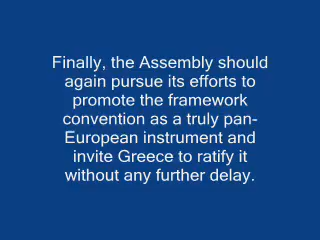 Finally, the Assembly should
again pursue its efforts to
promote the framework
convention as a truly pan-
European instrument and
invite Greece to ratify it
without any further delay.